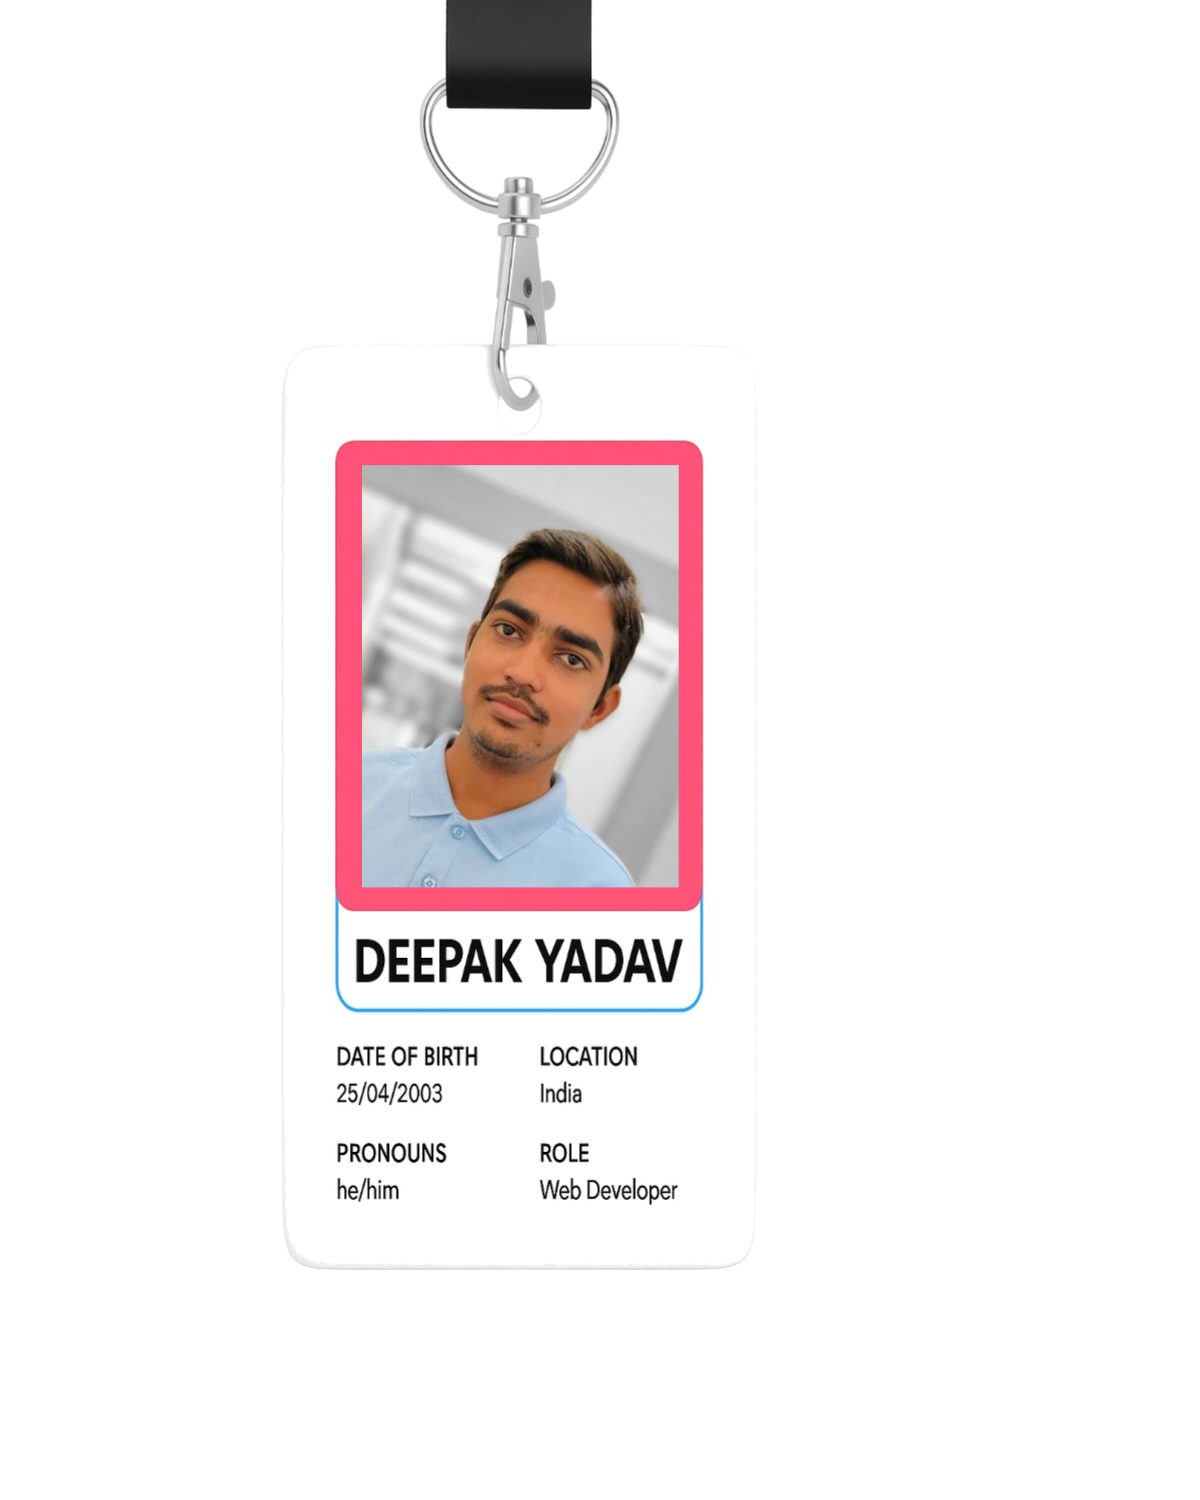 DEEPAK YADAV
DATE OF BIRTH
25/04/2003
LOCATION
India
PRONOUNS
he/him
ROLE
Web Developer